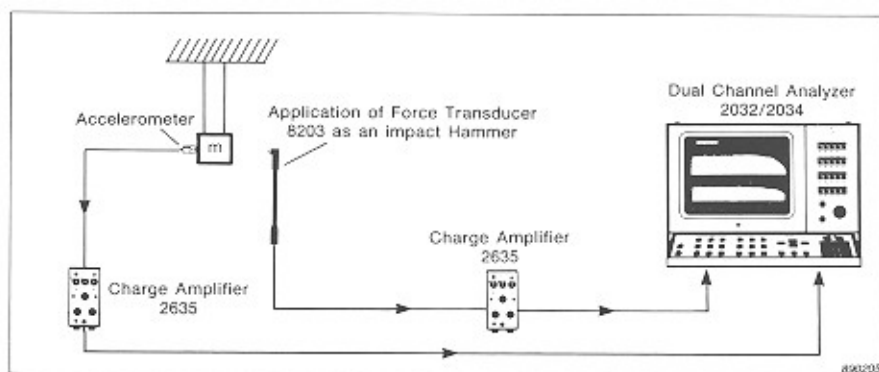 Accelerometer
m
Application of Force Transducer
8203 as an impact Hammer
Dual Channel Analyzer
2032/2034
Charge Amplifier
2635
Charge Amplifier
2635